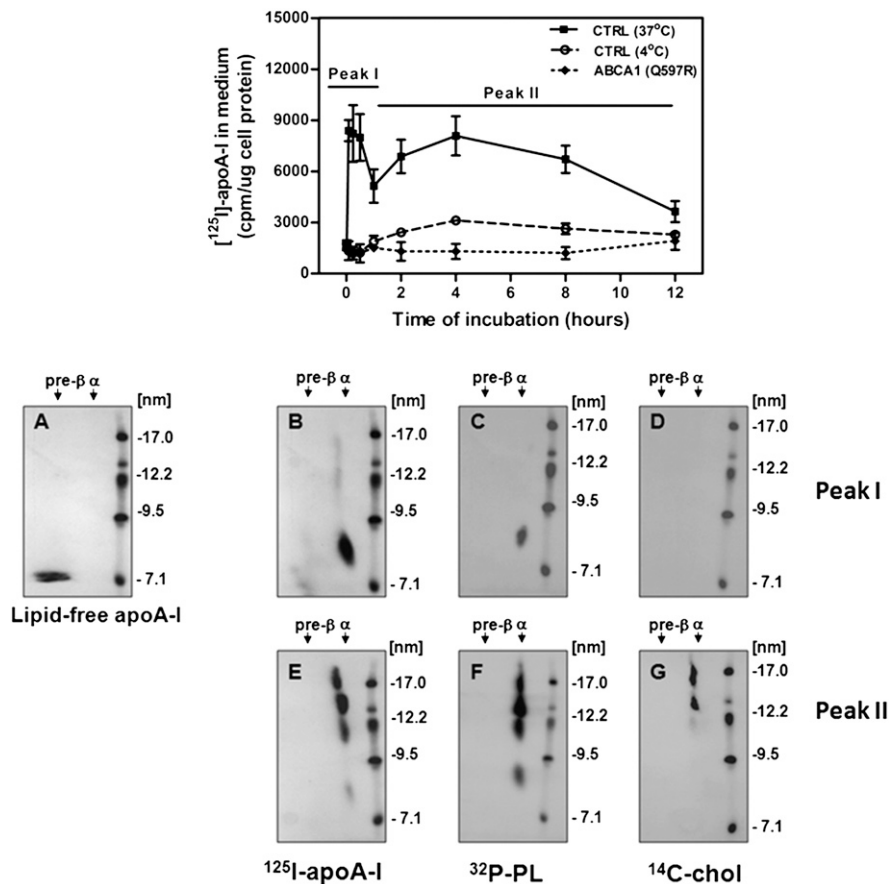 CTRL (37°C)
CTRL (4°C)
ABCA1 (Q597R)
Peak I
Peak II
[¹²⁵I]-apoA-I in medium
(cpm/ug cell protein)
15000
12000
9000
6000
3000
0
0 2 4 6 8 10 12
Time of incubation (hours)
pre-β α
[nm]
A
-17.0
-12.2
-9.5
- 7.1
Lipid-free apoA-I
pre-β α
[nm]
B
-17.0
-12.2
-9.5
- 7.1
pre-β α
[nm]
C
-17.0
-12.2
-9.5
- 7.1
pre-β α
[nm]
D
-17.0
-12.2
-9.5
- 7.1
Peak I
pre-β α
[nm]
E
-17.0
-12.2
-9.5
- 7.1
¹²⁵I-apoA-I
pre-β α
[nm]
F
-17.0
-12.2
-9.5
- 7.1
³²P-PL
pre-β α
[nm]
G
-17.0
-12.2
-9.5
- 7.1
¹⁴C-chol
Peak II